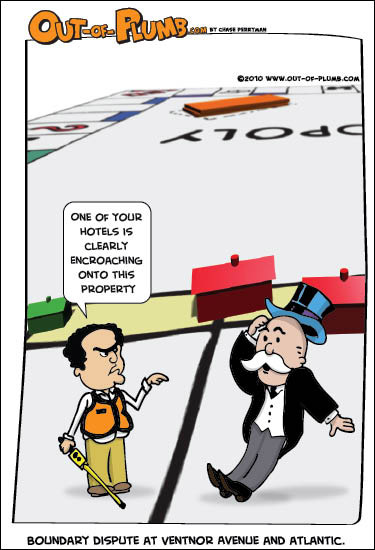 OUT-OF-PLUMB.COM BY CHASE PERRYMAN
©2010 WWW.OUT-OF-PLUMB.COM
OPOLY
ONE OF YOUR
HOTELS IS
CLEARLY
ENCROACHING
ONTO THIS
PROPERTY
BOUNDARY DISPUTE AT VENTNOR AVENUE AND ATLANTIC.